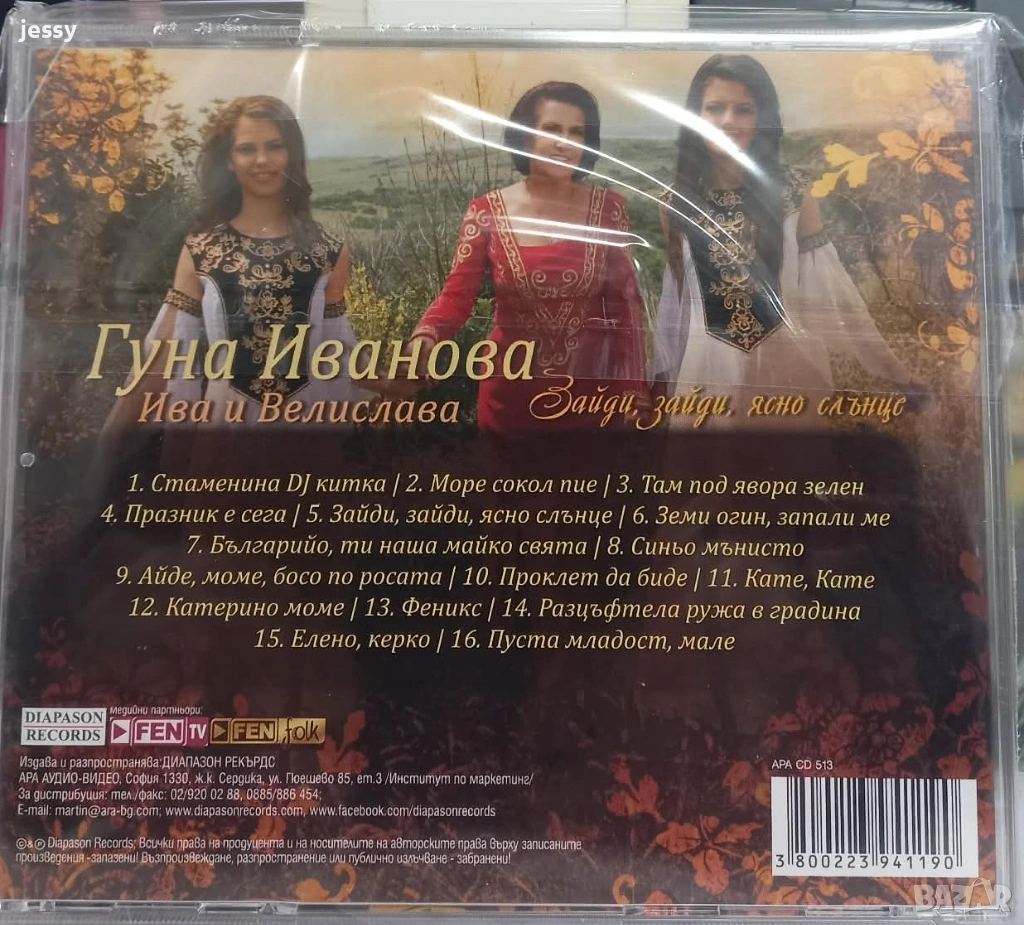 jessy
Гуна Иванова
Ива и Велислава
Зайди, зайди, ясно слънце
1. Стаменина DJ китка | 2. Море сокол пие | 3. Там под явора зелен
4. Празник е сега | 5. Зайди, зайди, ясно слънце | 6. Земи огин, запали ме
7. Българийо, ти наша майко свята | 8. Синьо мънисто
9. Айде, моме, босо по росата | 10. Проклет да биде | 11. Кате, Кате
12. Катерино моме | 13. Феникс | 14. Разцъфтела ружа в градина
15. Елено, керко | 16. Пуста младост, мале
DIAPASON RECORDS
медийни партньори:
FEN TV FEN folk
Издава и разпространява: ДИАПАЗОН РЕКЪРДС
АРА АУДИО-ВИДЕО, София 1330, ж.к. Сердика, ул. Гюешево 85, ет.3 /Институт по маркетинг/
За дистрибуция: тел./факс: 02/920 02 88, 0885/886 454;
E-mail: martin@ara-bg.com; www.diapasonrecords.com, www.facebook.com/diapasonrecords
©&℗ Diapason Records; Всички права на продуцента и на носителите на авторските права върху записаните
произведения - запазени! Възпроизвеждане, разпространение или публично излъчване - забранени!
APA CD 513
3 800223 941190
BAZAR